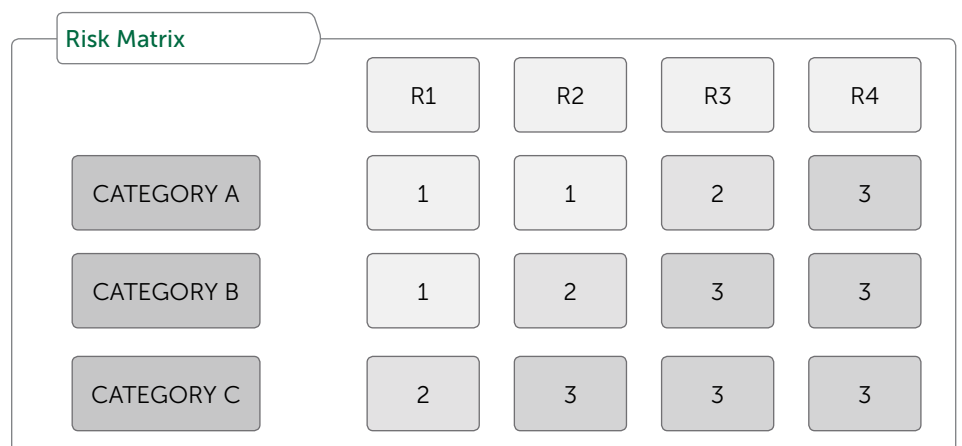 Risk Matrix
R1 R2 R3 R4
CATEGORY A 1 1 2 3
CATEGORY B 1 2 3 3
CATEGORY C 2 3 3 3